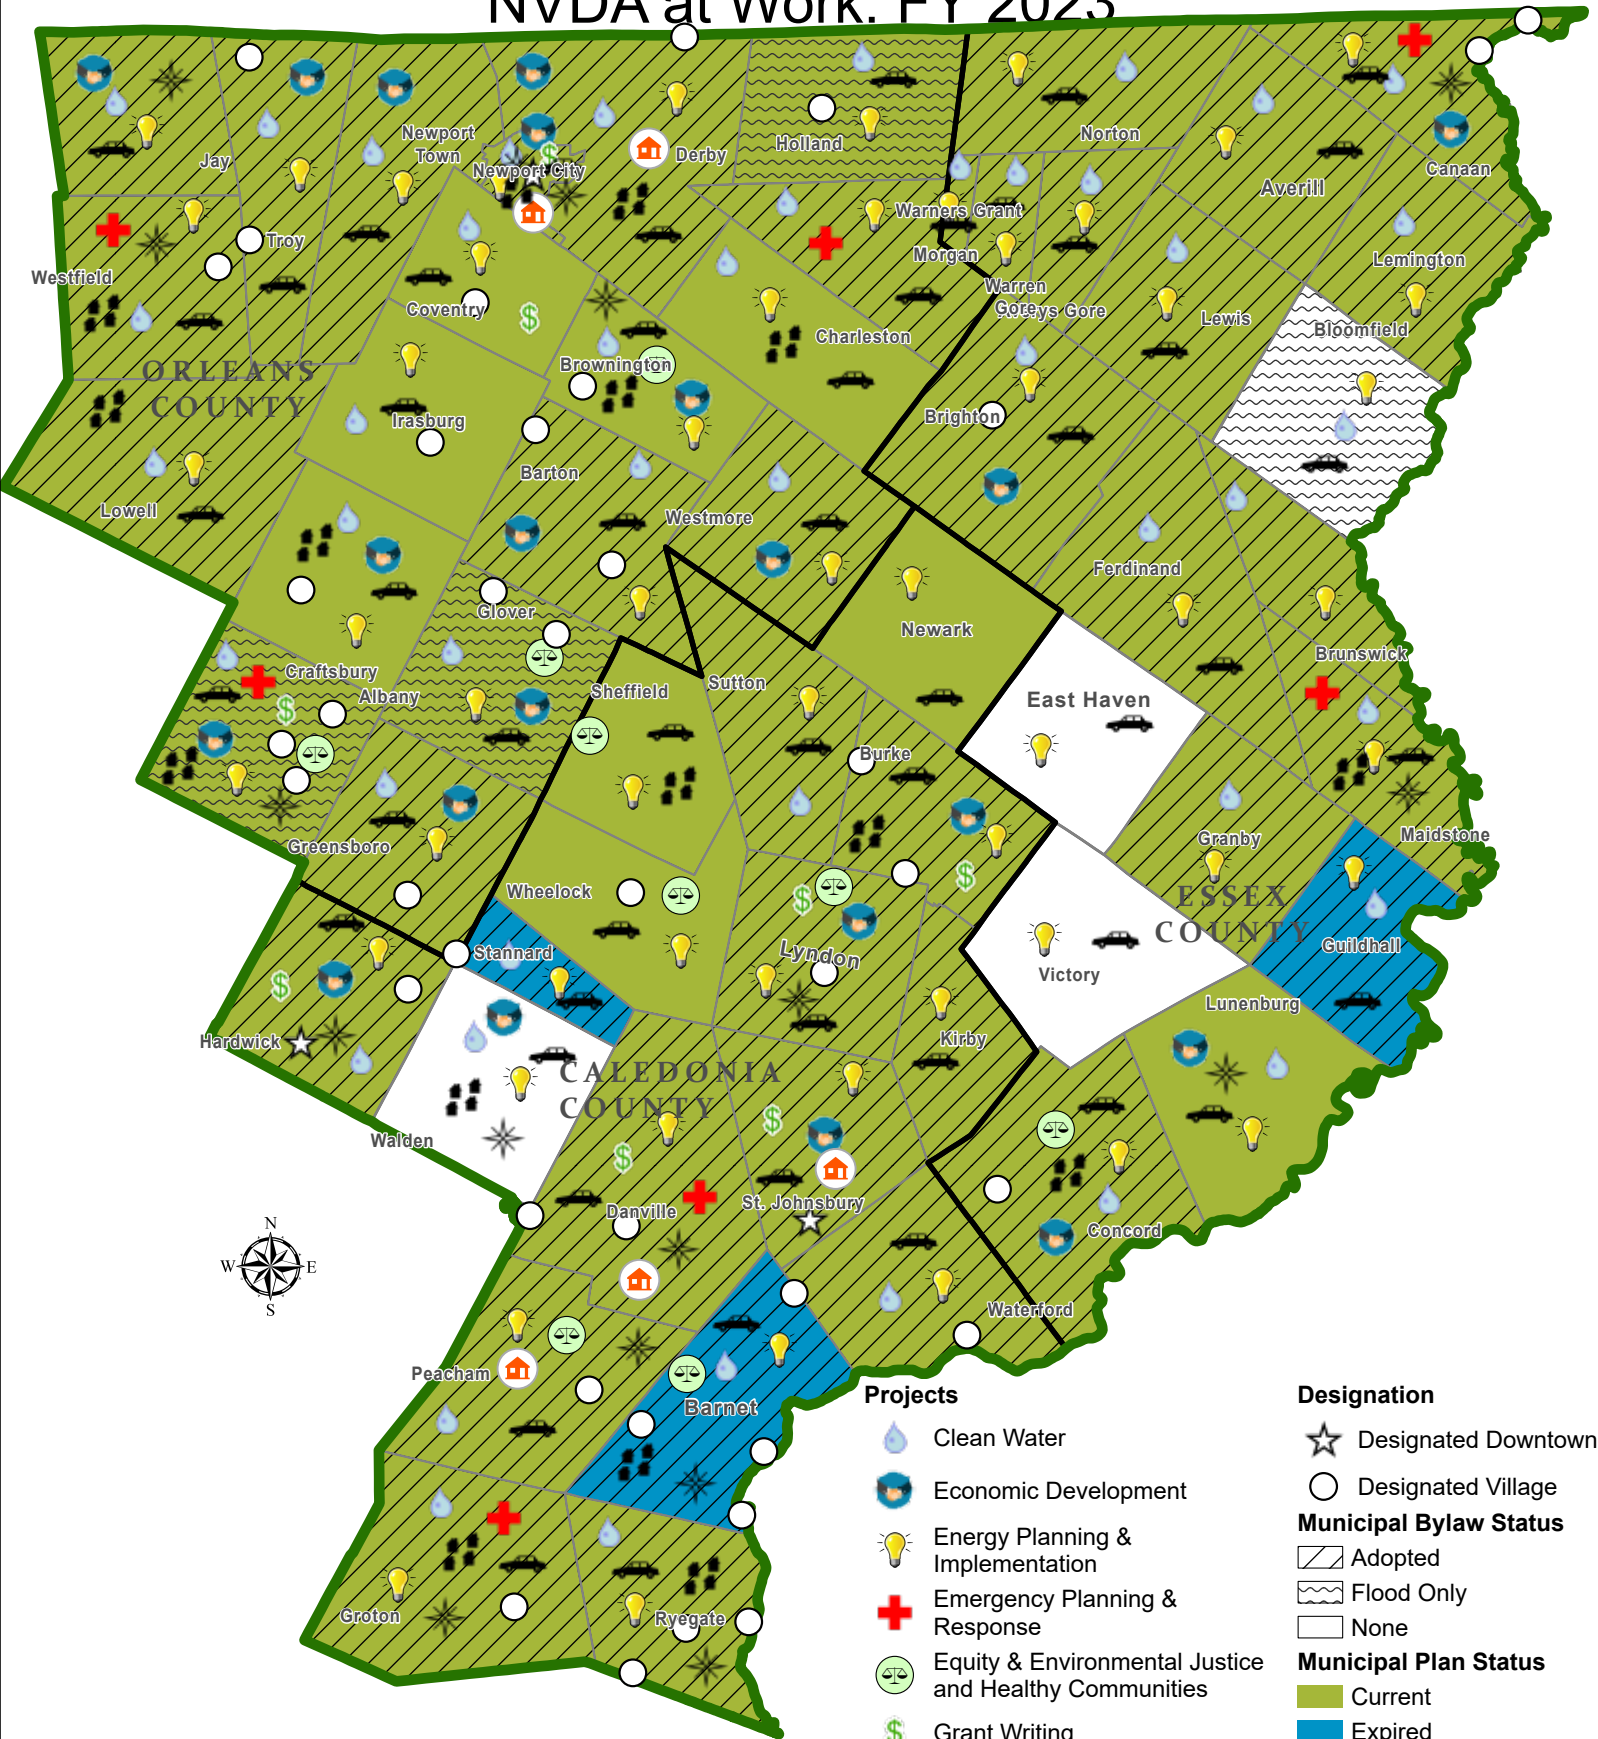 NVDA at Work: FY 2023
Newport
Town
Jay
Newport City
Derby
Holland
Norton
Canaan
Averill
Troy
Westfield
Warners Grant
Morgan
Lemington
Coventry
Warren
Gore
Averys Gore
Lewis
Bloomfield
Charleston
Brownington
ORLEANS
COUNTY
Irasburg
Brighton
Barton
Lowell
Westmore
Ferdinand
Glover
Newark
Brunswick
Craftsbury
Albany
Sheffield
Sutton
East Haven
Burke
Greensboro
Granby
Maidstone
Wheelock
ESSEX
COUNTY
Stannard
Lyndon
Victory
Guildhall
Lunenburg
Hardwick
Kirby
CALEDONIA
COUNTY
Walden
Danville
St. Johnsbury
Concord
N
W
E
S
Waterford
Peacham
Barnet
Groton
Ryegate
Projects
Clean Water
Economic Development
Energy Planning &
Implementation
Emergency Planning &
Response
Equity & Environmental Justice
and Healthy Communities
Grant Writing
Designation
Designated Downtown
Designated Village
Municipal Bylaw Status
Adopted
Flood Only
None
Municipal Plan Status
Current
Expired